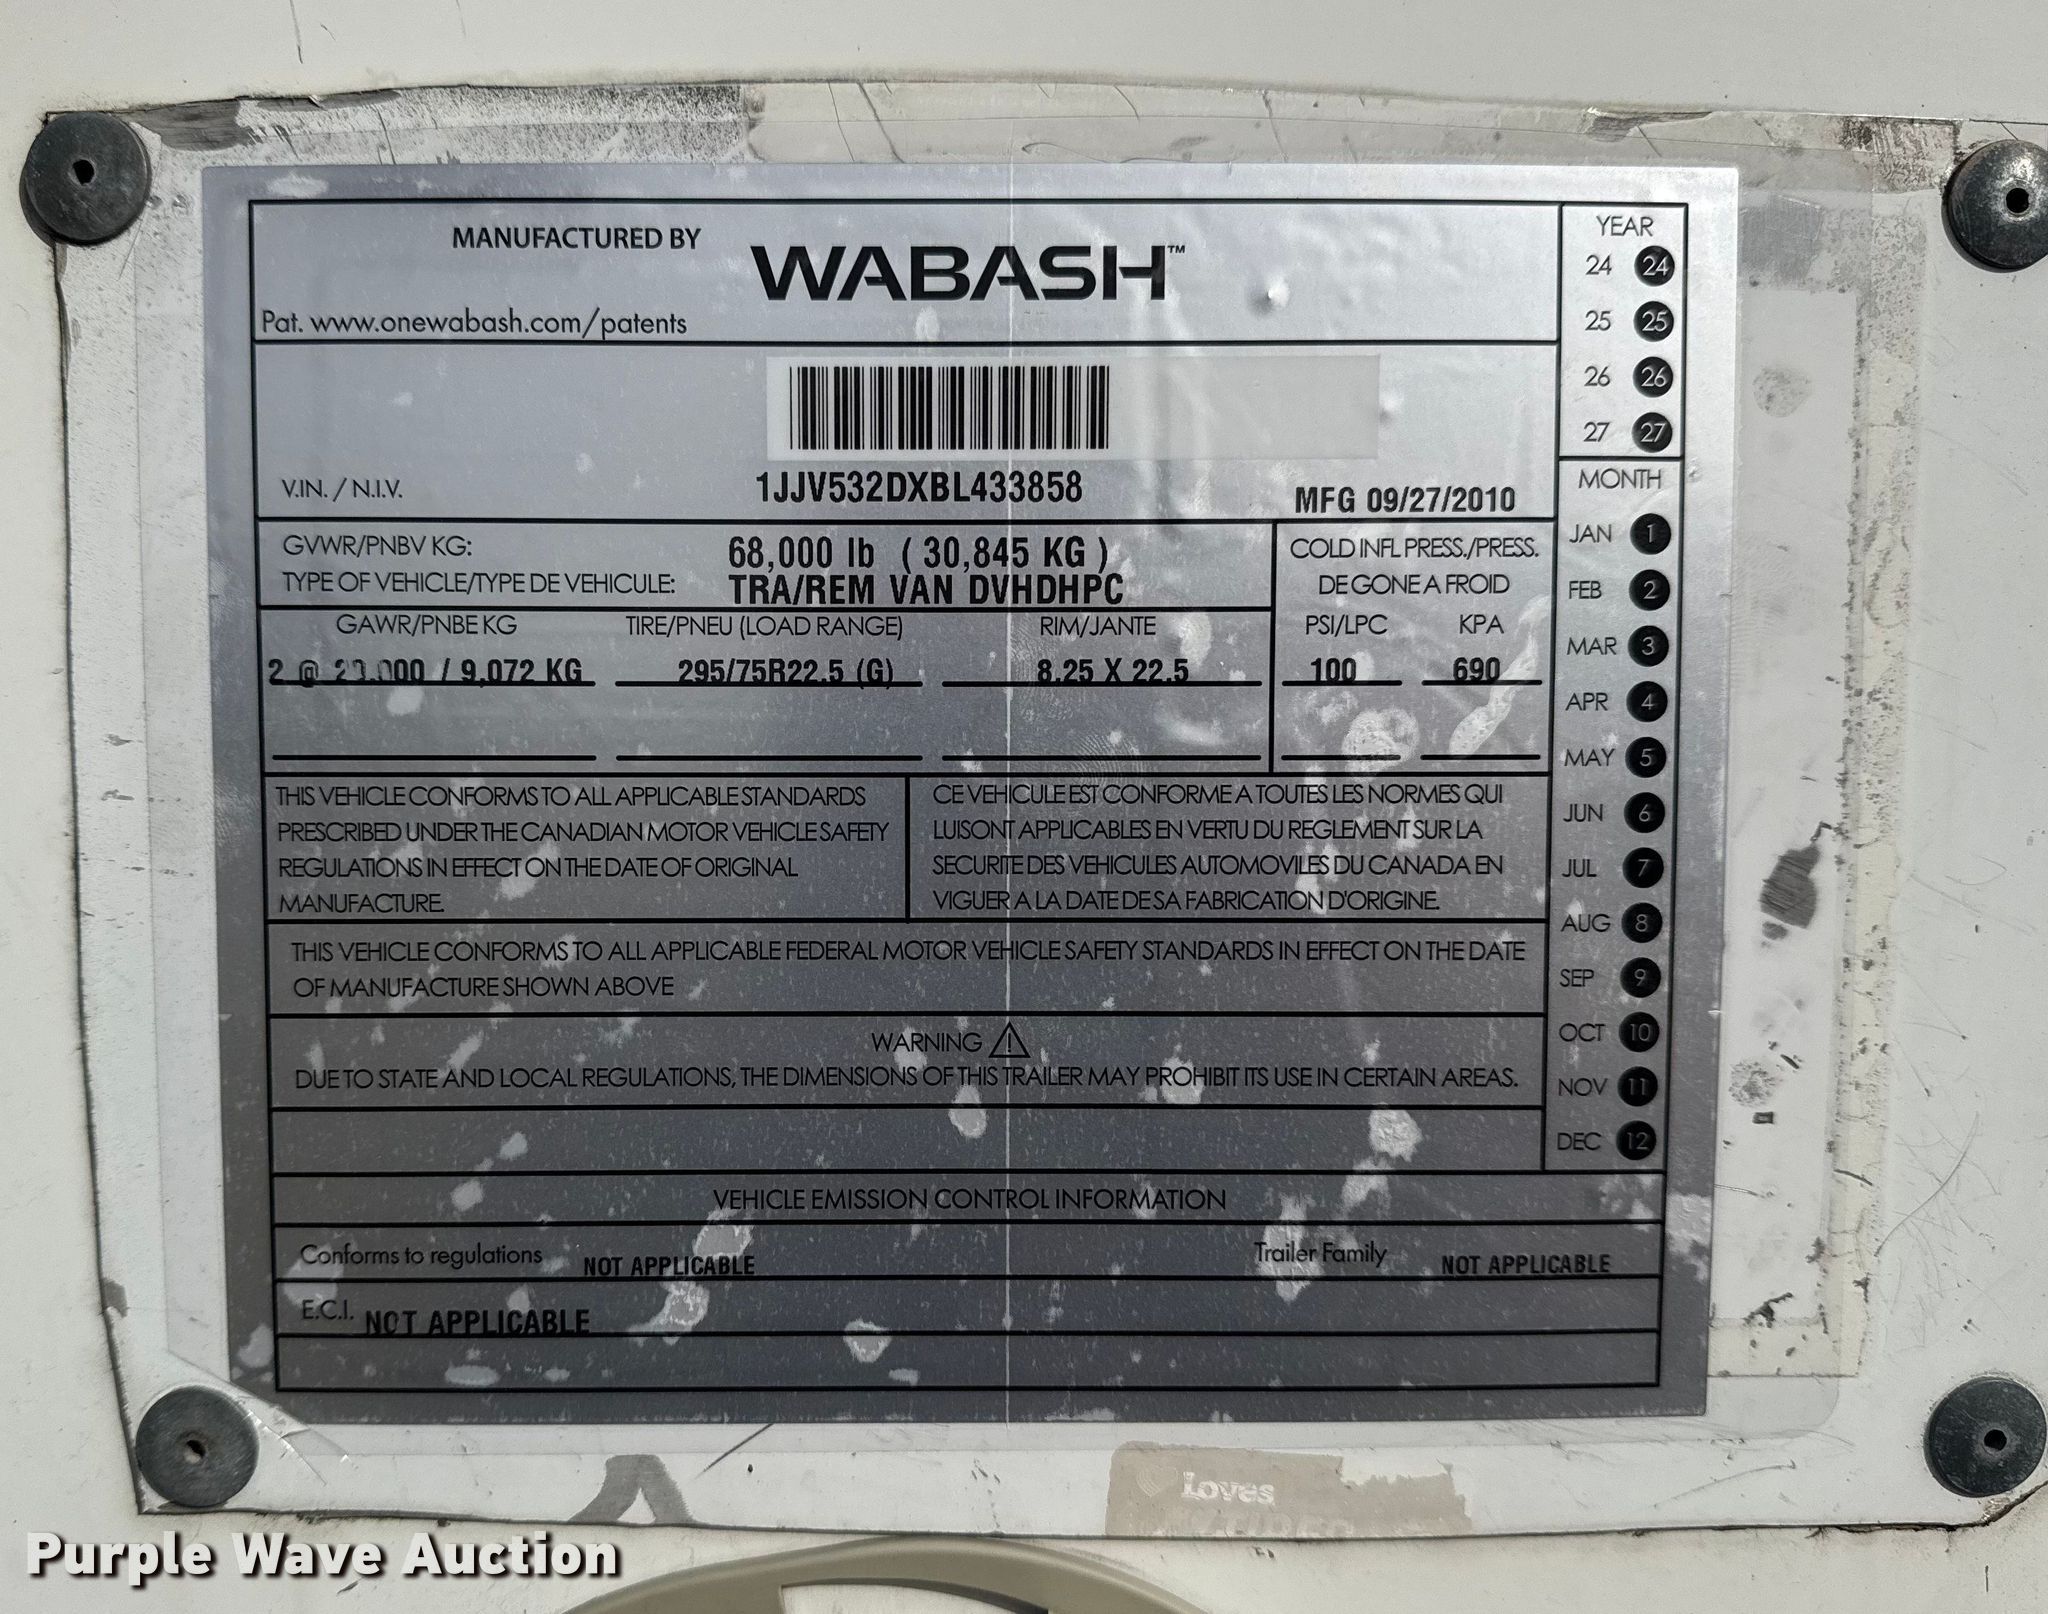 MANUFACTURED BY WABASH™
Pat. www.onewabash.com/patents
V.IN. / N.I.V. 1JJV532DXBL433858 MFG 09/27/2010
GVWR/PNBV KG: 68,000 lb ( 30,845 KG )
TYPE OF VEHICLE/TYPE DE VEHICULE: TRA/REM VAN DVHDHPC
COLD INFL PRESS./PRESS.
DE GONE A FROID
GAWR/PNBE KG TIRE/PNEU (LOAD RANGE) RIM/JANTE PSI/LPC KPA
2 @ 20,000 / 9,072 KG 295/75R22.5 (G) 8.25 X 22.5 100 690
THIS VEHICLE CONFORMS TO ALL APPLICABLE STANDARDS
PRESCRIBED UNDER THE CANADIAN MOTOR VEHICLE SAFETY
REGULATIONS IN EFFECT ON THE DATE OF ORIGINAL
MANUFACTURE.
CE VEHICULE EST CONFORME A TOUTES LES NORMES QUI
LUISONT APPLICABLES EN VERTU DU REGLEMENT SUR LA
SECURITE DES VEHICULES AUTOMOVILES DU CANADA EN
VIGUER A LA DATE DE SA FABRICATION D'ORIGINE.
THIS VEHICLE CONFORMS TO ALL APPLICABLE FEDERAL MOTOR VEHICLE SAFETY STANDARDS IN EFFECT ON THE DATE
OF MANUFACTURE SHOWN ABOVE
WARNING
DUE TO STATE AND LOCAL REGULATIONS, THE DIMENSIONS OF THIS TRAILER MAY PROHIBIT ITS USE IN CERTAIN AREAS.
VEHICLE EMISSION CONTROL INFORMATION
Conforms to regulations NOT APPLICABLE Trailer Family NOT APPLICABLE
E.C.I. NOT APPLICABLE
YEAR
24 24
25 25
26 26
27 27
MONTH
JAN 1
FEB 2
MAR 3
APR 4
MAY 5
JUN 6
JUL 7
AUG 8
SEP 9
OCT 10
NOV 11
DEC 12
Loves
Purple Wave Auction